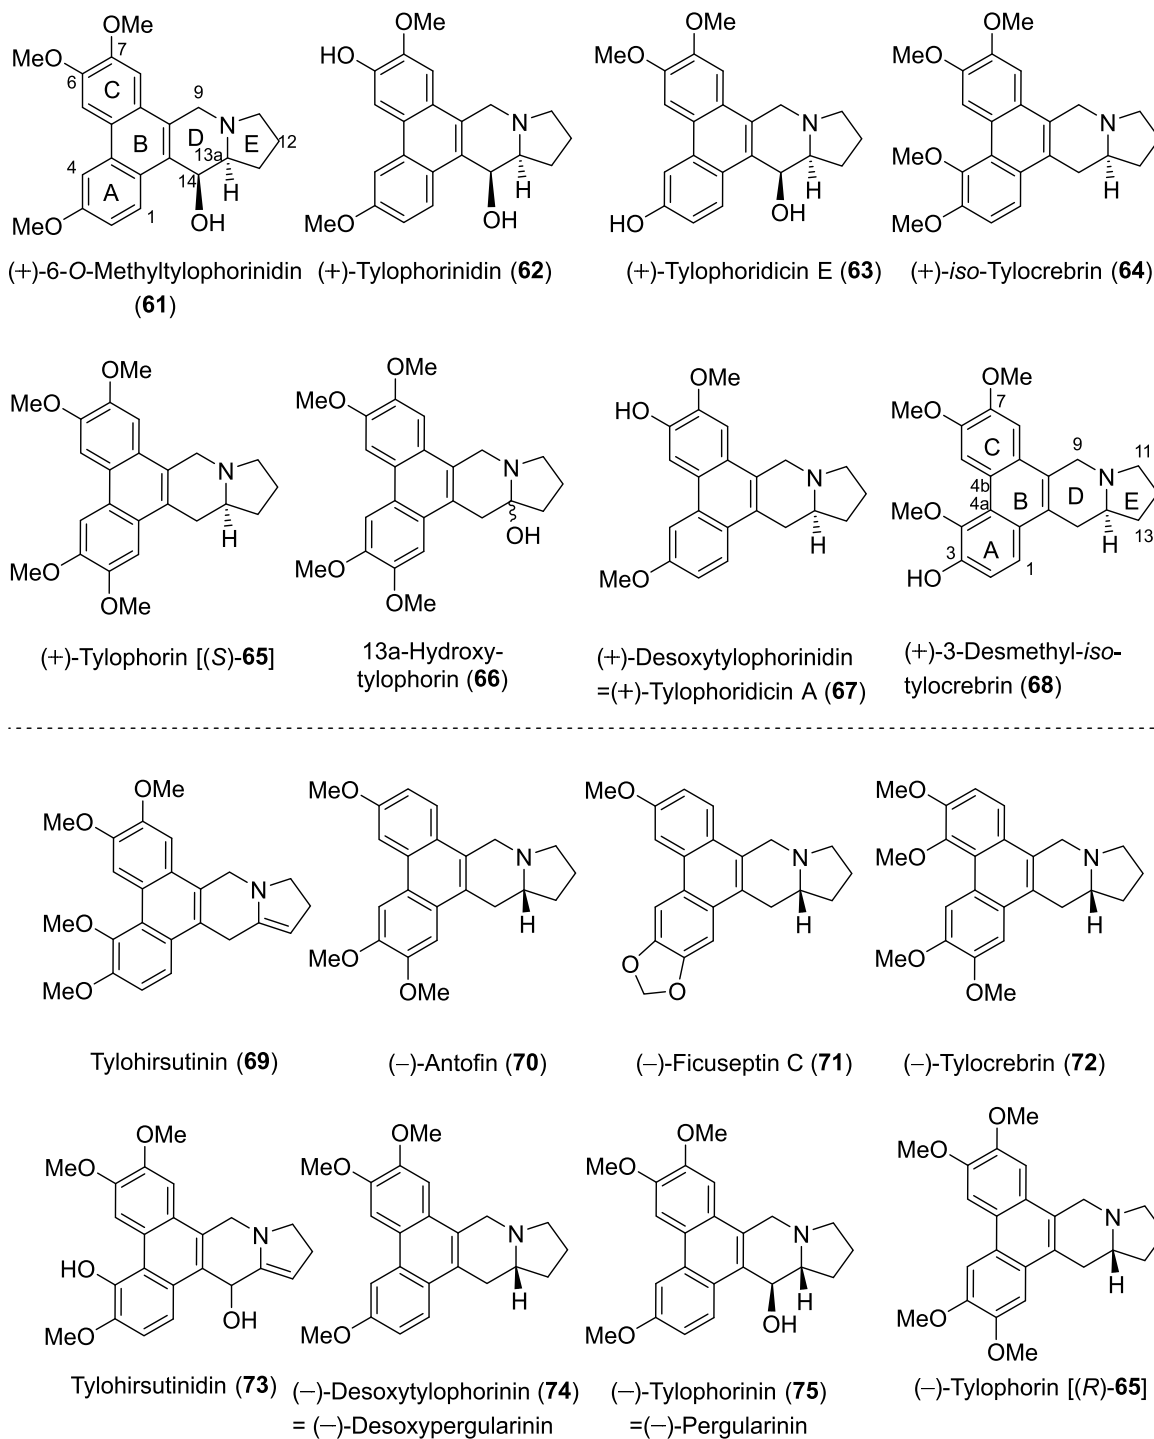 OMe
MeO
7
6
C
9
B
D
N
E
12
13a
4
14
H
A
1
MeO
OH
OMe
HO
N
H
MeO
OH
OMe
MeO
N
H
HO
OH
OMe
MeO
N
MeO
H
MeO
(+)-6-O-Methyltylophorinidin
(61)
(+)-Tylophorinidin (62)
(+)-Tylophoridicin E (63)
(+)-iso-Tylocrebrin (64)
OMe
MeO
N
H
MeO
OMe
OMe
MeO
N
OH
MeO
OMe
OMe
HO
N
H
MeO
OMe
MeO
7
C
9
11
4b
N
4a
B
D
E
MeO
H
13
3
A
1
HO
(+)-Tylophorin [(S)-65]
13a-Hydroxy-
tylophorin (66)
(+)-Desoxytylophorinidin
=(+)-Tylophoridicin A (67)
(+)-3-Desmethyl-iso-
tylocrebrin (68)
OMe
MeO
N
MeO
MeO
MeO
N
H
MeO
OMe
MeO
N
H
O
O
MeO
MeO
N
H
MeO
OMe
Tylohirsutinin (69)
(–)-Antofin (70)
(–)-Ficuseptin C (71)
(–)-Tylocrebrin (72)
OMe
MeO
N
HO
OH
MeO
OMe
MeO
N
H
MeO
OMe
MeO
N
H
OH
MeO
OMe
MeO
N
H
MeO
OMe
Tylohirsutinidin (73)
(–)-Desoxytylophorinin (74)
= (–)-Desoxypergularinin
(–)-Tylophorinin (75)
=(–)-Pergularinin
(–)-Tylophorin [(R)-65]